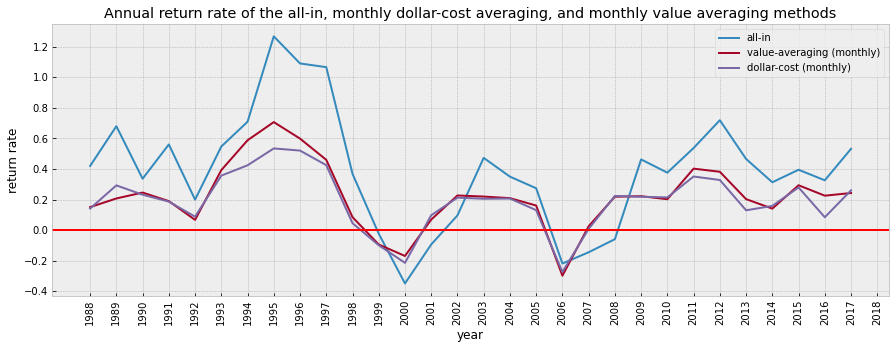 Annual return rate of the all-in, monthly dollar-cost averaging, and monthly value averaging methods
all-in
value-averaging (monthly)
dollar-cost (monthly)
return rate
1.2
1.0
0.8
0.6
0.4
0.2
0.0
−0.2
−0.4
1988 1989 1990 1991 1992 1993 1994 1995 1996 1997 1998 1999 2000 2001 2002 2003 2004 2005 2006 2007 2008 2009 2010 2011 2012 2013 2014 2015 2016 2017 2018
year